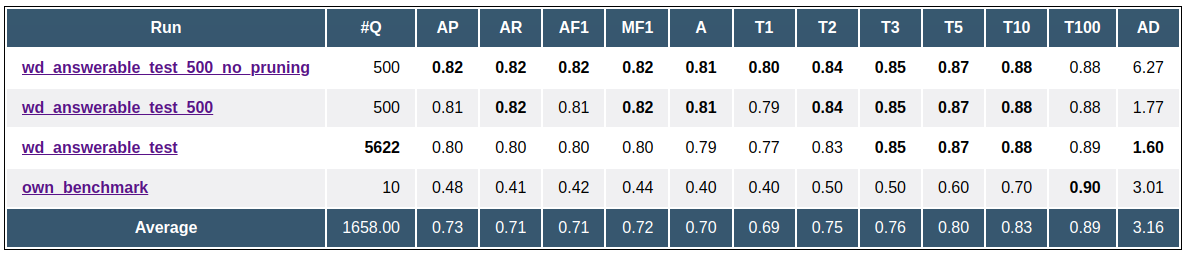 Run #Q AP AR AF1 MF1 A T1 T2 T3 T5 T10 T100 AD
wd_answerable_test_500_no_pruning 500 0.82 0.82 0.82 0.82 0.81 0.80 0.84 0.85 0.87 0.88 0.88 6.27
wd_answerable_test_500 500 0.81 0.82 0.81 0.82 0.81 0.79 0.84 0.85 0.87 0.88 0.88 1.77
wd_answerable_test 5622 0.80 0.80 0.80 0.80 0.79 0.77 0.83 0.85 0.87 0.88 0.89 1.60
own_benchmark 10 0.48 0.41 0.42 0.44 0.40 0.40 0.50 0.50 0.60 0.70 0.90 3.01
Average 1658.00 0.73 0.71 0.71 0.72 0.70 0.69 0.75 0.76 0.80 0.83 0.89 3.16